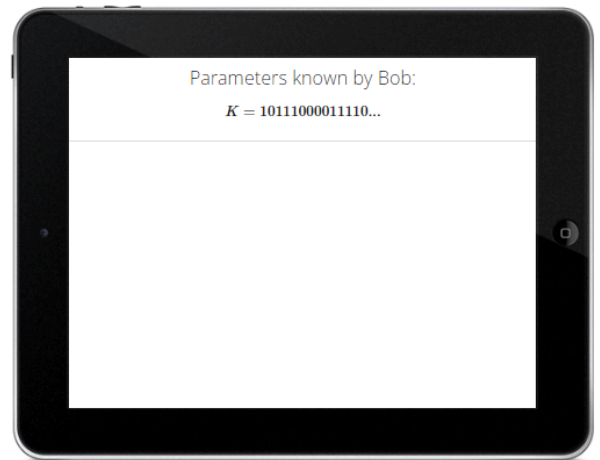 Parameters known by Bob:
K = 10111000011110...